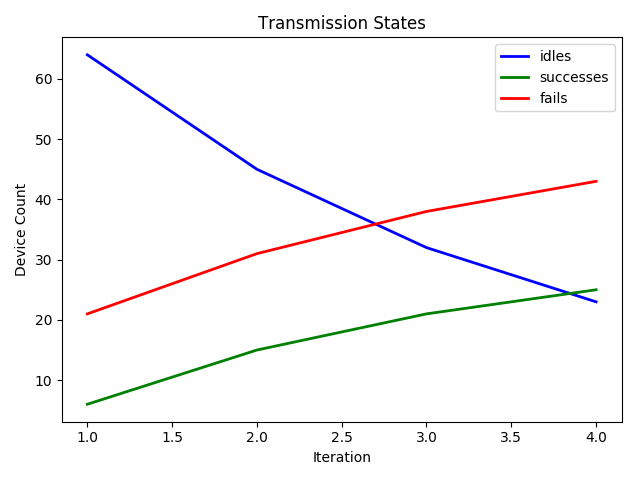 Transmission States
idles
successes
fails
60
50
40
30
20
10
Device Count
1.0 1.5 2.0 2.5 3.0 3.5 4.0
Iteration